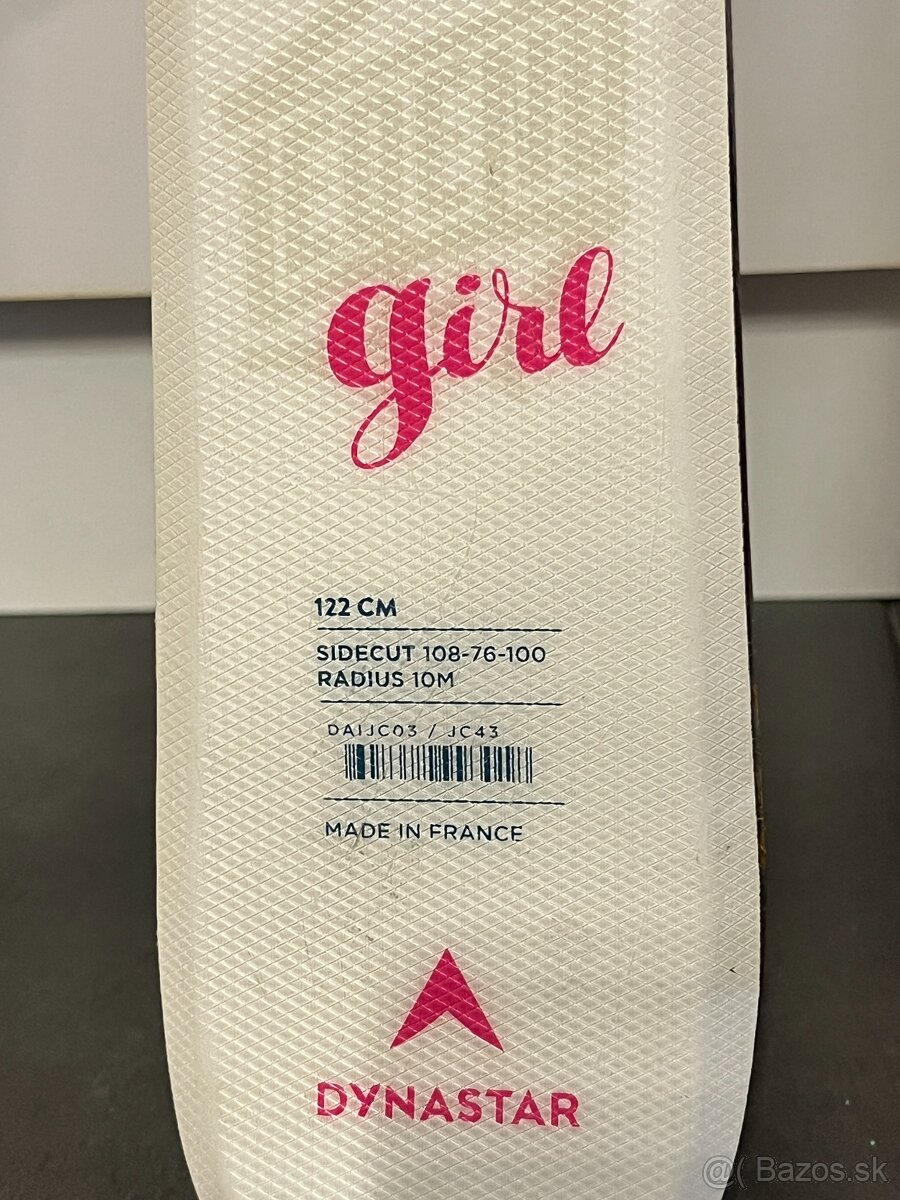 girl
122 CM
SIDECUT 108-76-100
RADIUS 10M
DAIJC03 / JC43
MADE IN FRANCE
DYNASTAR
@( Bazos.sk